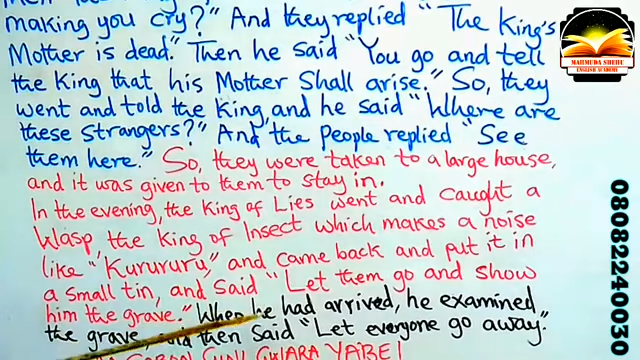 making you cry?" And they replied "The King's
Mother is dead." Then he said "You go and tell
the King that his Mother Shall arise." So, they
went and told the King, and he said "Where are
these strangers?" And the People replied "See
them here." So, they were taken to a large house,
and it was given to them to stay in.
In the evening, the King of Lies went and caught a
Wasp the King of Insect which makes a noise
like "Kurururu" and came back and put it in
a small tin, and Said "Let them go and show
him the grave." When he had arrived, he examined
the grave, and then Said "Let everyone go away."
MAHMUDA SHEHU
ENGLISH ACADEMY
08082240030